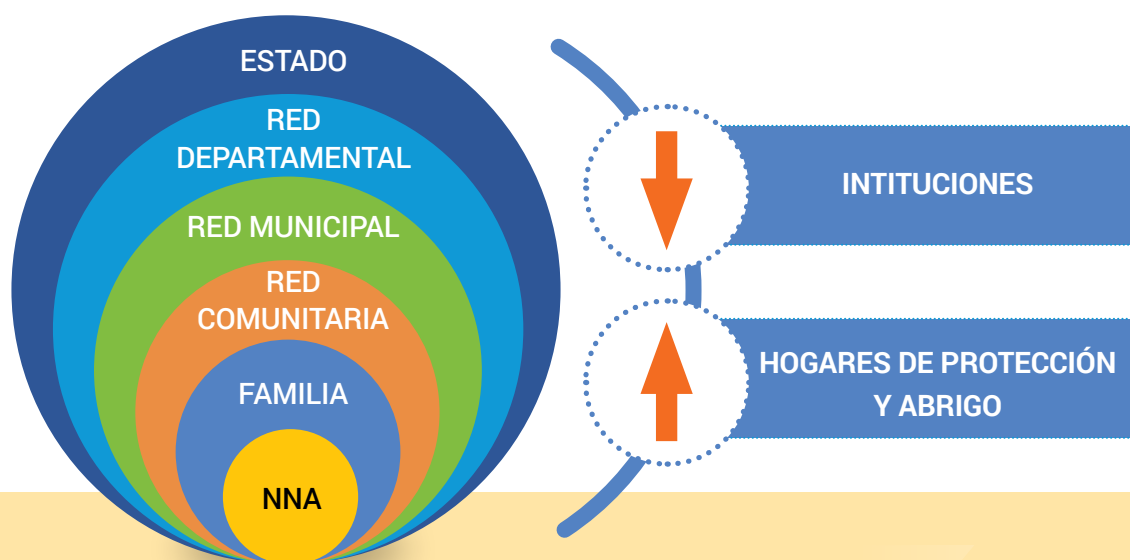 ESTADO
RED
DEPARTAMENTAL
RED MUNICIPAL
RED
COMUNITARIA
FAMILIA
NNA
INTITUCIONES
HOGARES DE PROTECCIÓN
Y ABRIGO